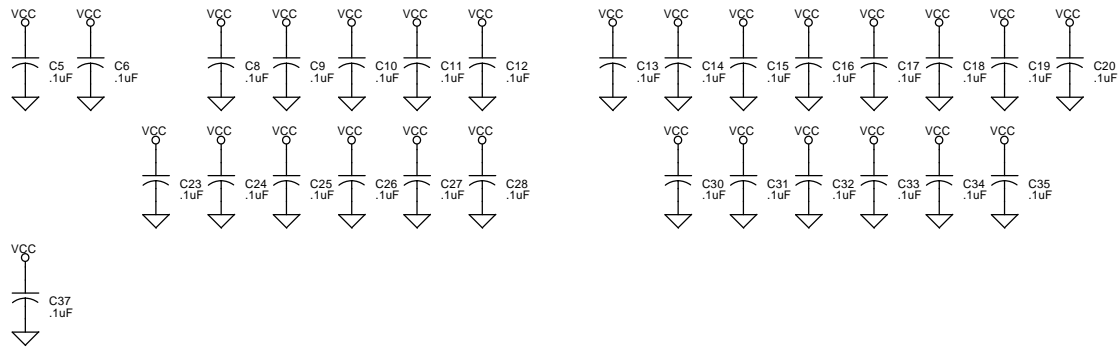 VCC VCC VCC VCC VCC VCC VCC VCC VCC VCC VCC VCC VCC VCC VCC
C5 C6 C8 C9 C10 C11 C12 C13 C14 C15 C16 C17 C18 C19 C20
.1uF .1uF .1uF .1uF .1uF .1uF .1uF .1uF .1uF .1uF .1uF .1uF .1uF .1uF .1uF
VCC VCC VCC VCC VCC VCC VCC VCC VCC VCC VCC VCC
C23 C24 C25 C26 C27 C28 C30 C31 C32 C33 C34 C35
.1uF .1uF .1uF .1uF .1uF .1uF .1uF .1uF .1uF .1uF .1uF .1uF
VCC
C37
.1uF